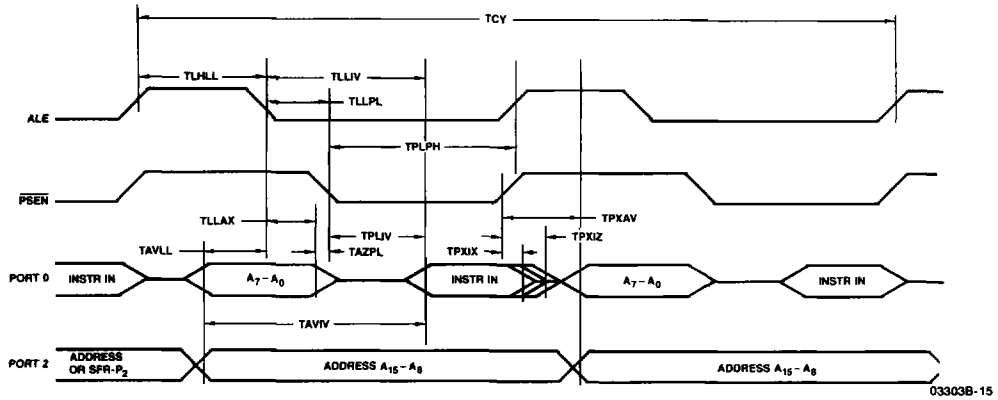 TCY
TLHLL
TLLIV
TLLPL
ALE
TPLPH
PSEN
TLLAX
TPXAV
TPLIV
TPXIZ
TAVLL
TAZPL
TPXIX
PORT 0
INSTR IN
A7 – A0
INSTR IN
A7 – A0
INSTR IN
TAVIV
PORT 2
ADDRESS
OR SFR-P2
ADDRESS A15 – A8
ADDRESS A15 – A8
03303B-15